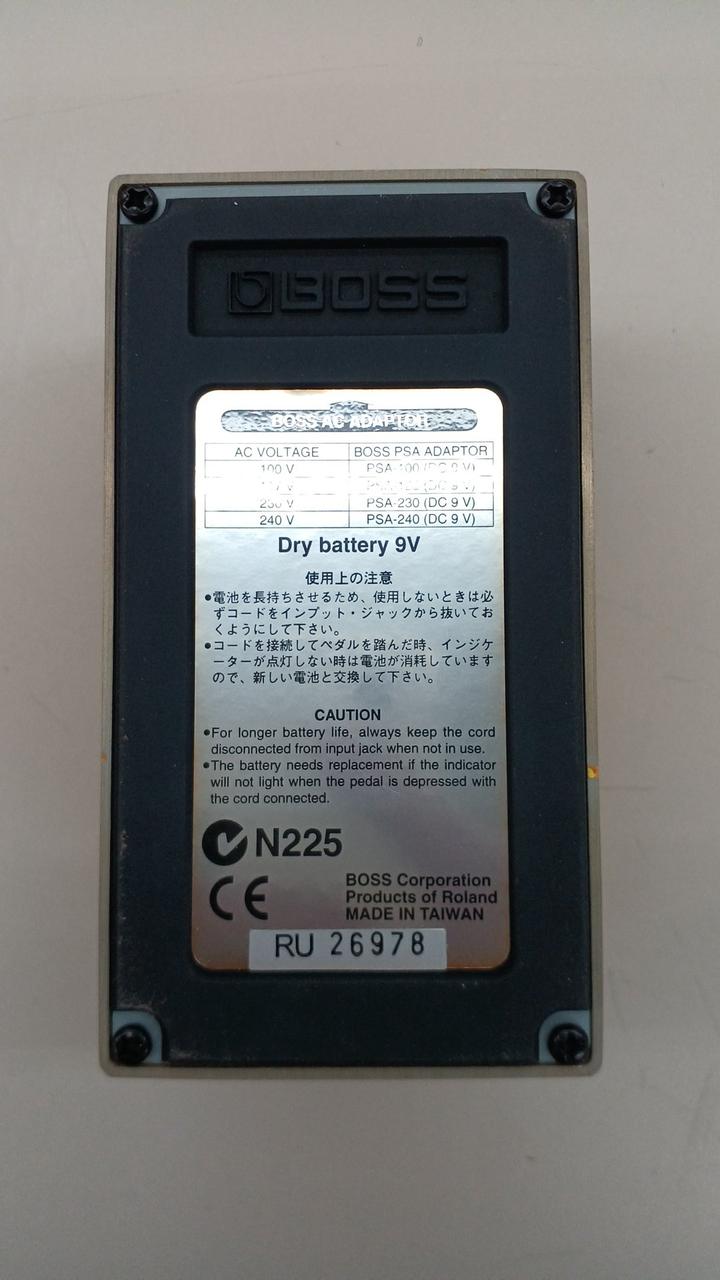 BOSS
BOSS AC ADAPTOR
AC VOLTAGE BOSS PSA ADAPTOR
100 V PSA-100 (DC 9 V)
230 V PSA-230 (DC 9 V)
240 V PSA-240 (DC 9 V)
Dry battery 9V
使用上の注意
●電池を長持ちさせるため、使用しないときは必
ずコードをインプット・ジャックから抜いてお
くようにして下さい。
●コードを接続してペダルを踏んだ時、インジケ
ーターが点灯しない時は電池が消耗しています
ので、新しい電池と交換して下さい。
CAUTION
●For longer battery life, always keep the cord
disconnected from input jack when not in use.
●The battery needs replacement if the indicator
will not light when the pedal is depressed with
the cord connected.
N225
CE
BOSS Corporation
Products of Roland
MADE IN TAIWAN
RU 26978